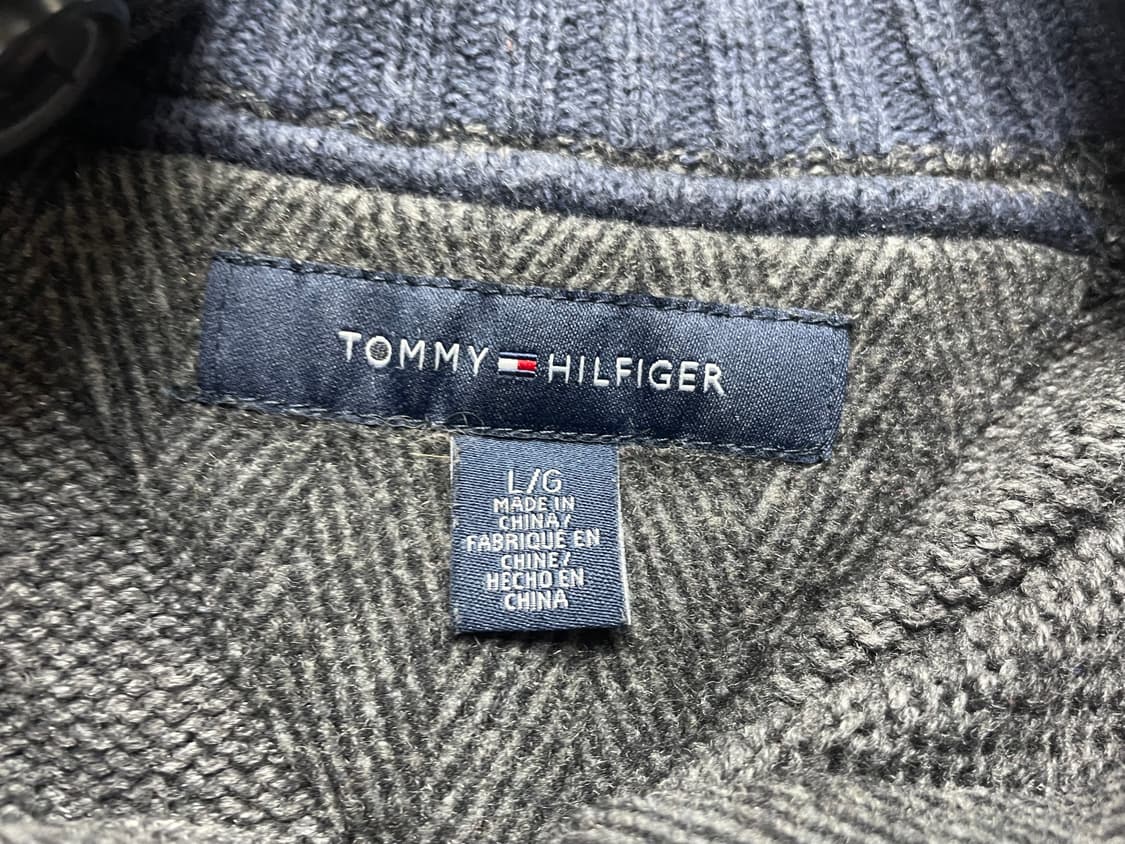 TOMMY HILFIGER
L/G
MADE IN
CHINA/
FABRIQUE EN
CHINE/
HECHO EN
CHINA